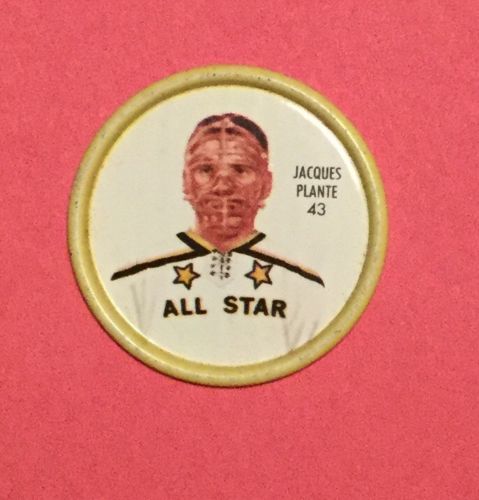 JACQUES
PLANTE
43
ALL STAR